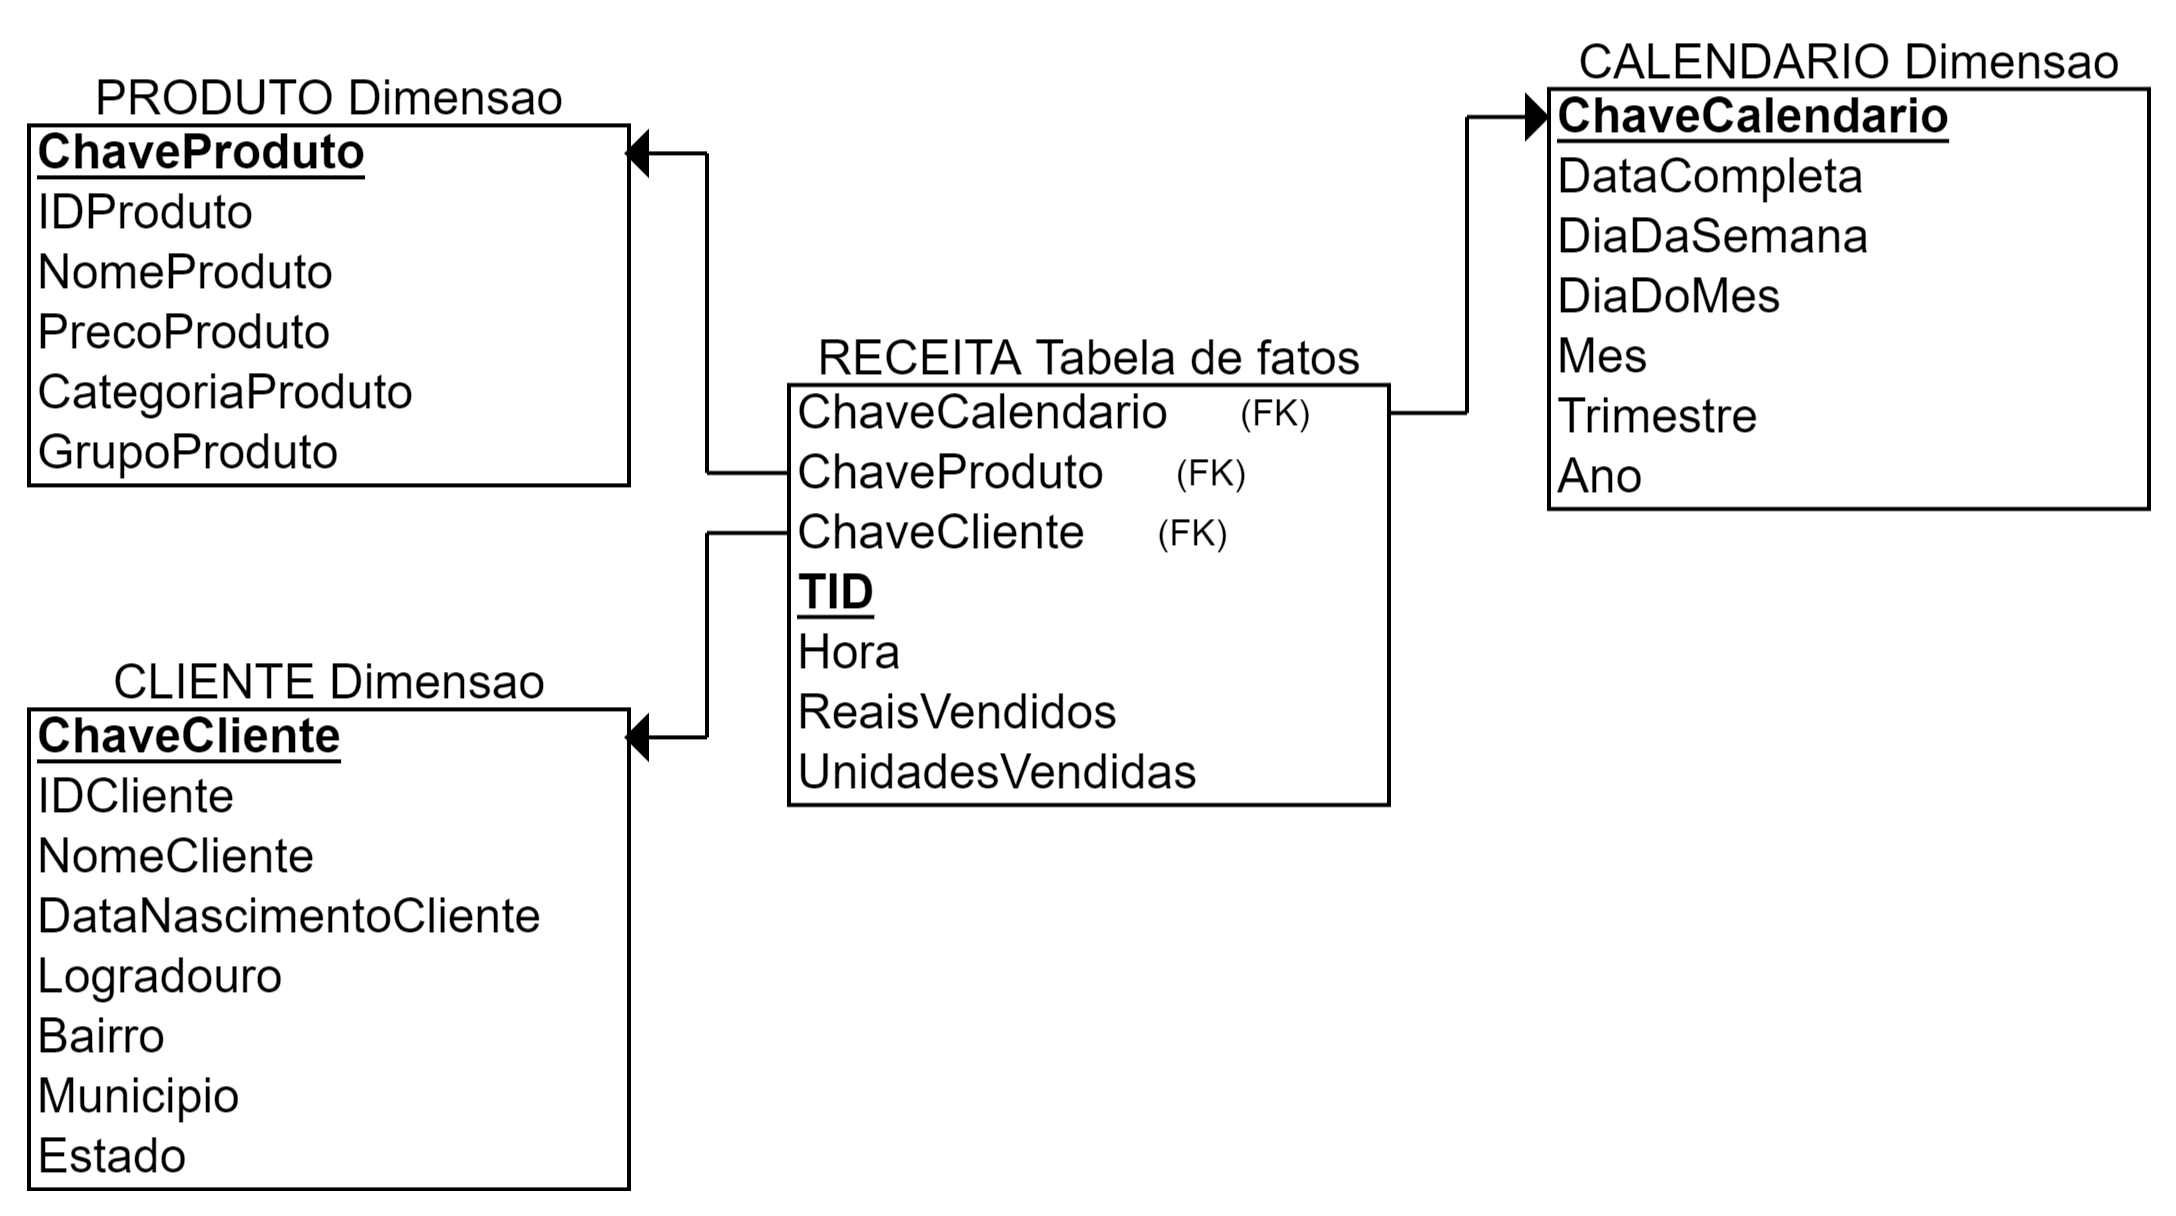 PRODUTO Dimensao
ChaveProduto
IDProduto
NomeProduto
PrecoProduto
CategoriaProduto
GrupoProduto
CLIENTE Dimensao
ChaveCliente
IDCliente
NomeCliente
DataNascimentoCliente
Logradouro
Bairro
Municipio
Estado
RECEITA Tabela de fatos
ChaveCalendario (FK)
ChaveProduto (FK)
ChaveCliente (FK)
TID
Hora
ReaisVendidos
UnidadesVendidas
CALENDARIO Dimensao
ChaveCalendario
DataCompleta
DiaDaSemana
DiaDoMes
Mes
Trimestre
Ano